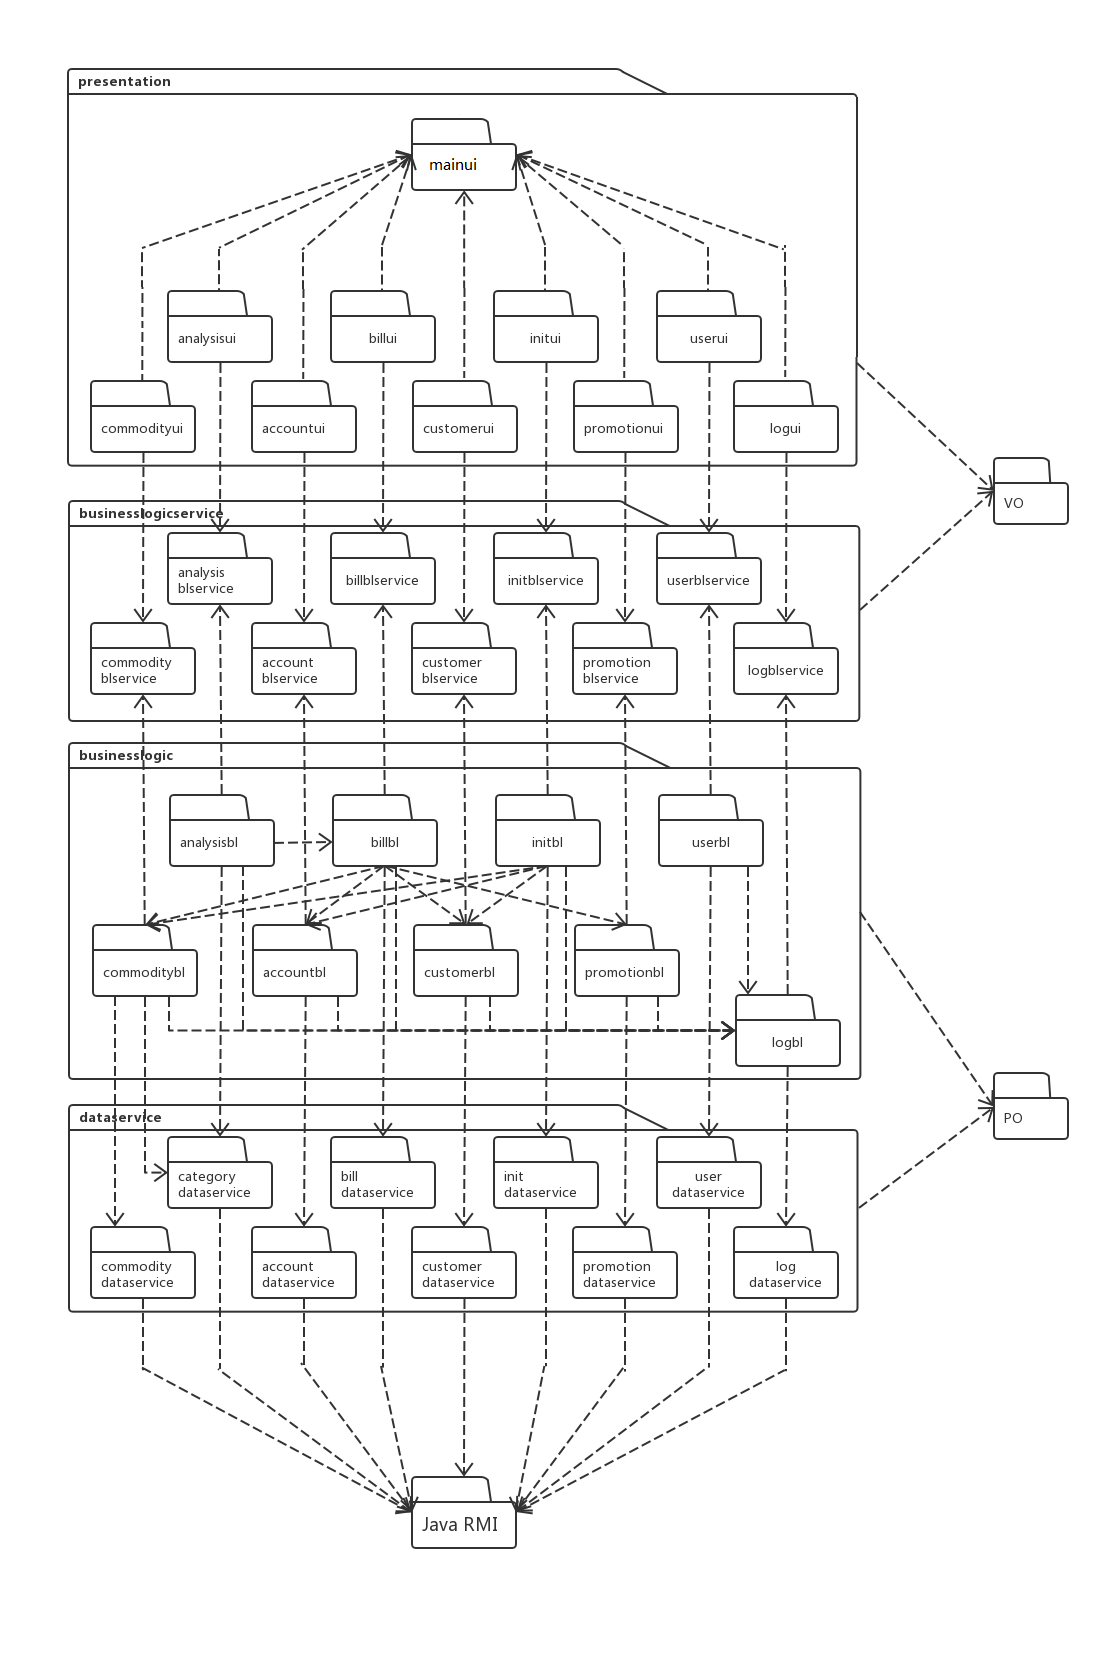 presentation
mainui
analysisui
billui
initui
userui
commodityui
accountui
customerui
promotionui
logui
VO
businesslogicservice
analysis
blservice
billblservice
initblservice
userblservice
commodity
blservice
account
blservice
customer
blservice
promotion
blservice
logblservice
businesslogic
analysisbl
billbl
initbl
userbl
commoditybl
accountbl
customerbl
promotionbl
logbl
PO
dataservice
category
dataservice
bill
dataservice
init
dataservice
user
dataservice
commodity
dataservice
account
dataservice
customer
dataservice
promotion
dataservice
log
dataservice
Java RMI